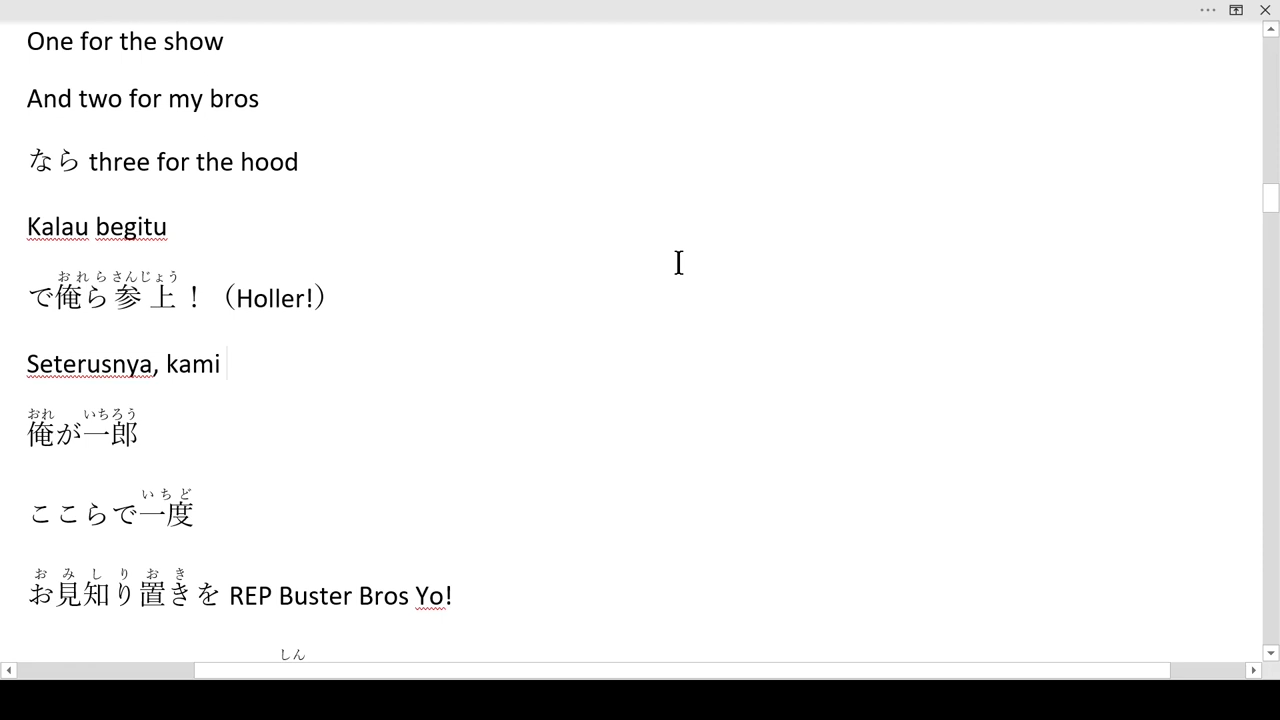 One for the show
And two for my bros
なら three for the hood
Kalau begitu
おれらさんじょう
で俺ら参上！（Holler!）
Seterusnya, kami
おれ いちろう
俺が一郎
いちど
ここらで一度
おみしりおき
お見知り置きを REP Buster Bros Yo!
しん